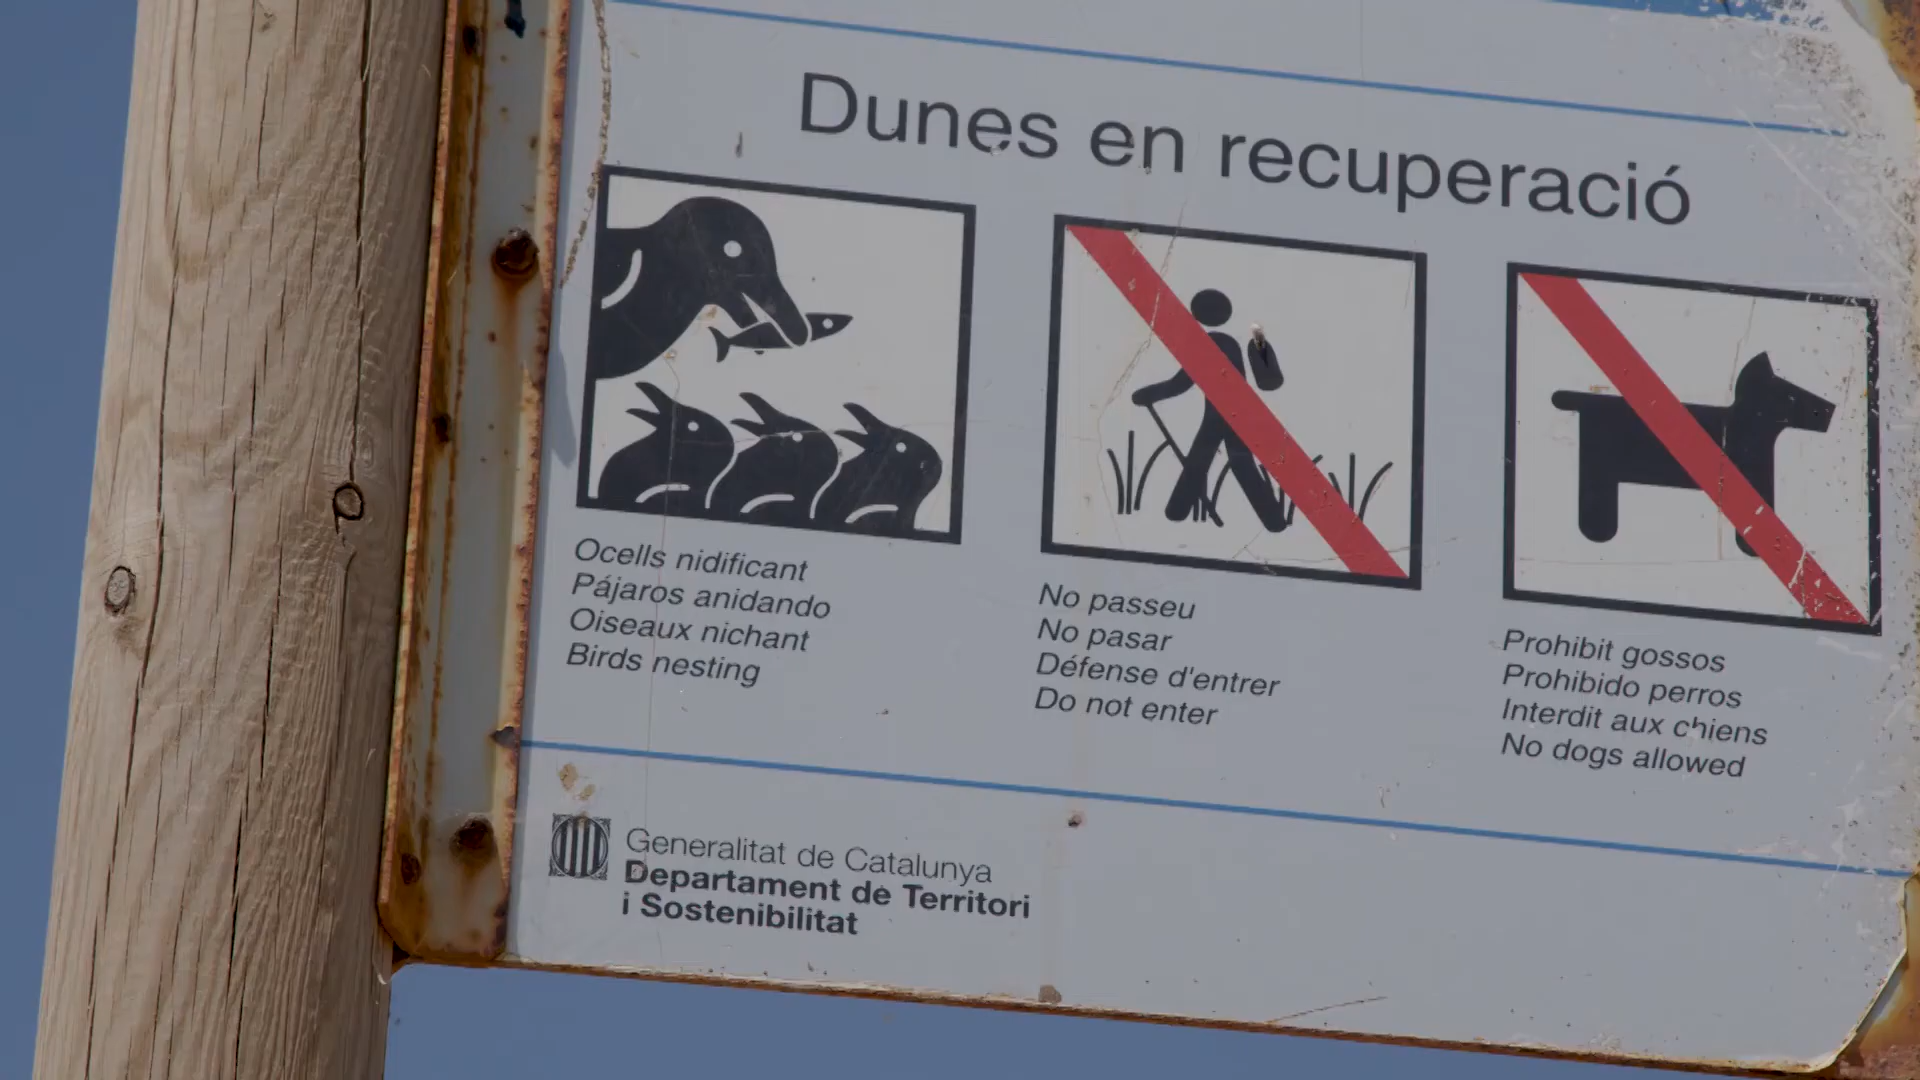 Dunes en recuperació
Ocells nidificant
Pájaros anidando
Oiseaux nichant
Birds nesting
No passeu
No pasar
Défense d'entrer
Do not enter
Prohibit gossos
Prohibido perros
Interdit aux chiens
No dogs allowed
Generalitat de Catalunya
Departament de Territori
i Sostenibilitat